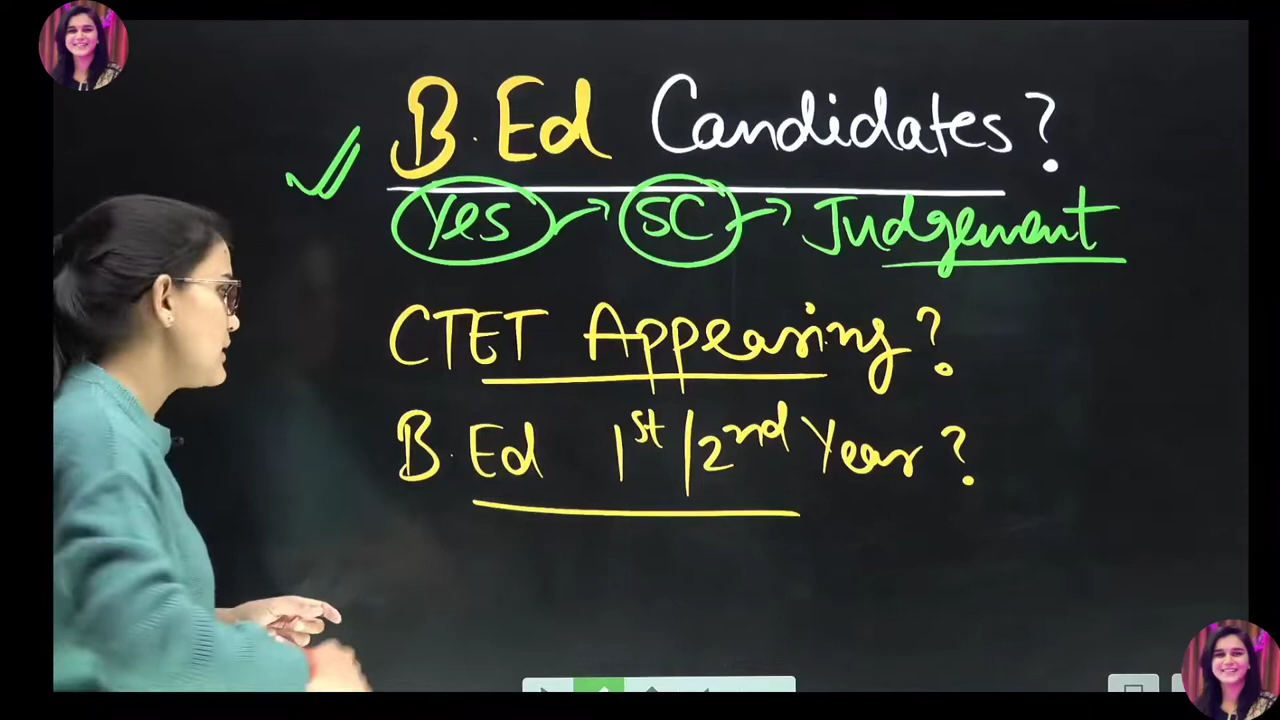 B.Ed Candidates?
Yes → SC → Judgement
CTET Appearing?
B.Ed 1st/2nd Year?